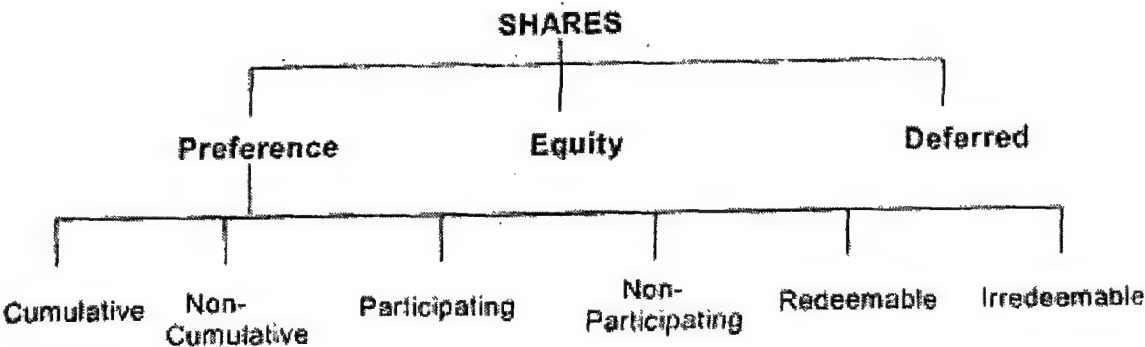 SHARES
Preference
Equity
Deferred
Cumulative
Non-
Cumulative
Participating
Non-
Participating
Redeemable
Irredeemable